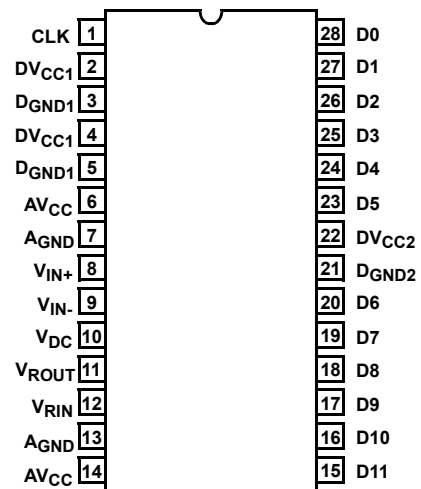 CLK 1 28 D0
DVCC1 2 27 D1
DGND1 3 26 D2
DVCC1 4 25 D3
DGND1 5 24 D4
AVCC 6 23 D5
AGND 7 22 DVCC2
VIN+ 8 21 DGND2
VIN- 9 20 D6
VDC 10 19 D7
VROUT 11 18 D8
VRIN 12 17 D9
AGND 13 16 D10
AVCC 14 15 D11